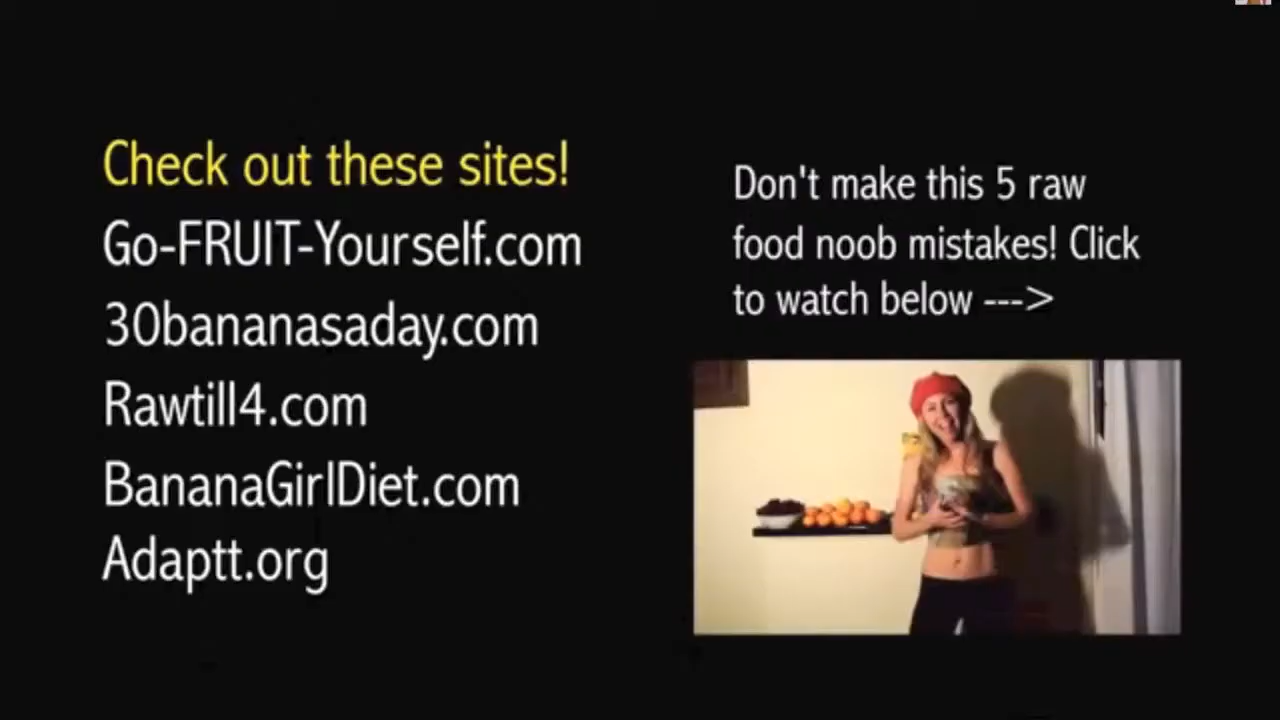 Check out these sites!
Go-FRUIT-Yourself.com
30bananasaday.com
Rawtill4.com
BananaGirlDiet.com
Adaptt.org
Don't make this 5 raw
food noob mistakes! Click
to watch below --->